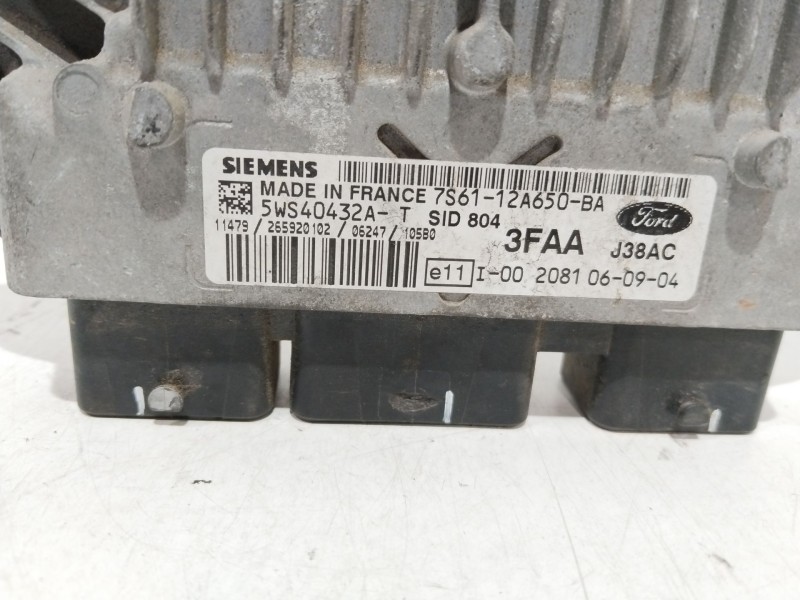 SIEMENS
MADE IN FRANCE 7S61-12A650-BA
5WS40432A-T SID 804
Ford
11479 / 265920102 / 06247 / 105B0
3FAA J38AC
e11 I-00 2081 06-09-04